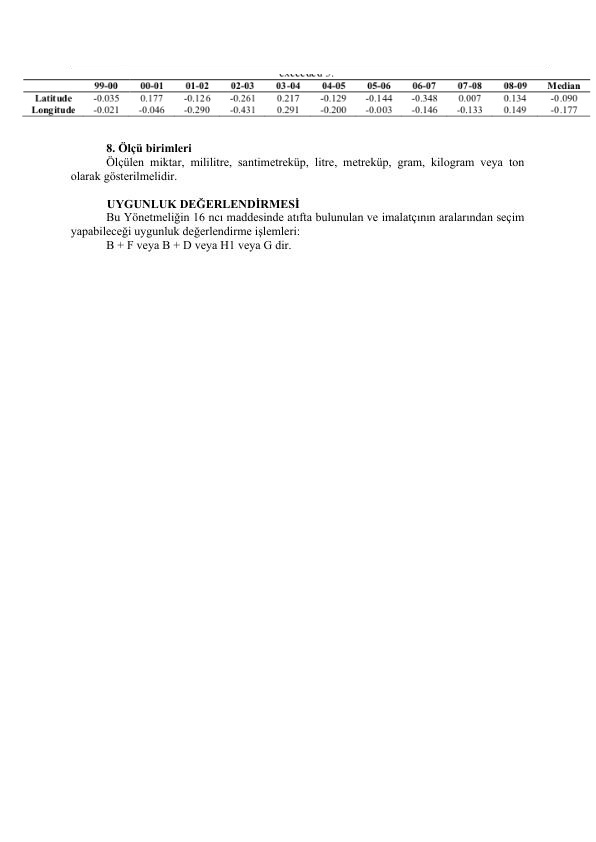 exceeded 5.
99-00 00-01 01-02 02-03 03-04 04-05 05-06 06-07 07-08 08-09 Median
Latitude -0.035 0.177 -0.126 -0.261 0.217 -0.129 -0.144 -0.348 0.007 0.134 -0.090
Longitude -0.021 -0.046 -0.290 -0.431 0.291 -0.200 -0.003 -0.146 -0.133 0.149 -0.177
8. Ölçü birimleri
Ölçülen miktar, mililitre, santimetreküp, litre, metreküp, gram, kilogram veya ton
olarak gösterilmelidir.
UYGUNLUK DEĞERLENDİRMESİ
Bu Yönetmeliğin 16 ncı maddesinde atıfta bulunulan ve imalatçının aralarından seçim
yapabileceği uygunluk değerlendirme işlemleri:
B + F veya B + D veya H1 veya G dir.